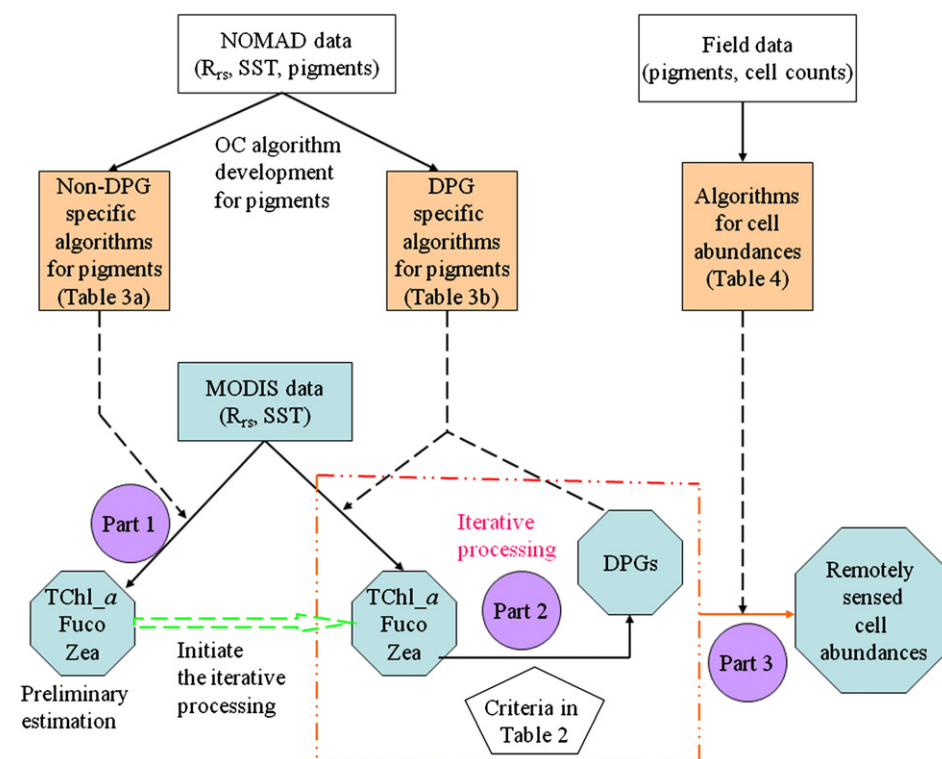 NOMAD data
(Rrs, SST, pigments)
Field data
(pigments, cell counts)
OC algorithm
development
for pigments
Non-DPG
specific
algorithms
for pigments
(Table 3a)
DPG
specific
algorithms
for pigments
(Table 3b)
Algorithms
for cell
abundances
(Table 4)
MODIS data
(Rrs, SST)
Part 1
Iterative
processing
DPGs
Part 2
TChl_a
Fuco
Zea
TChl_a
Fuco
Zea
Remotely
sensed
cell
abundances
Part 3
Preliminary
estimation
Initiate
the iterative
processing
Criteria in
Table 2